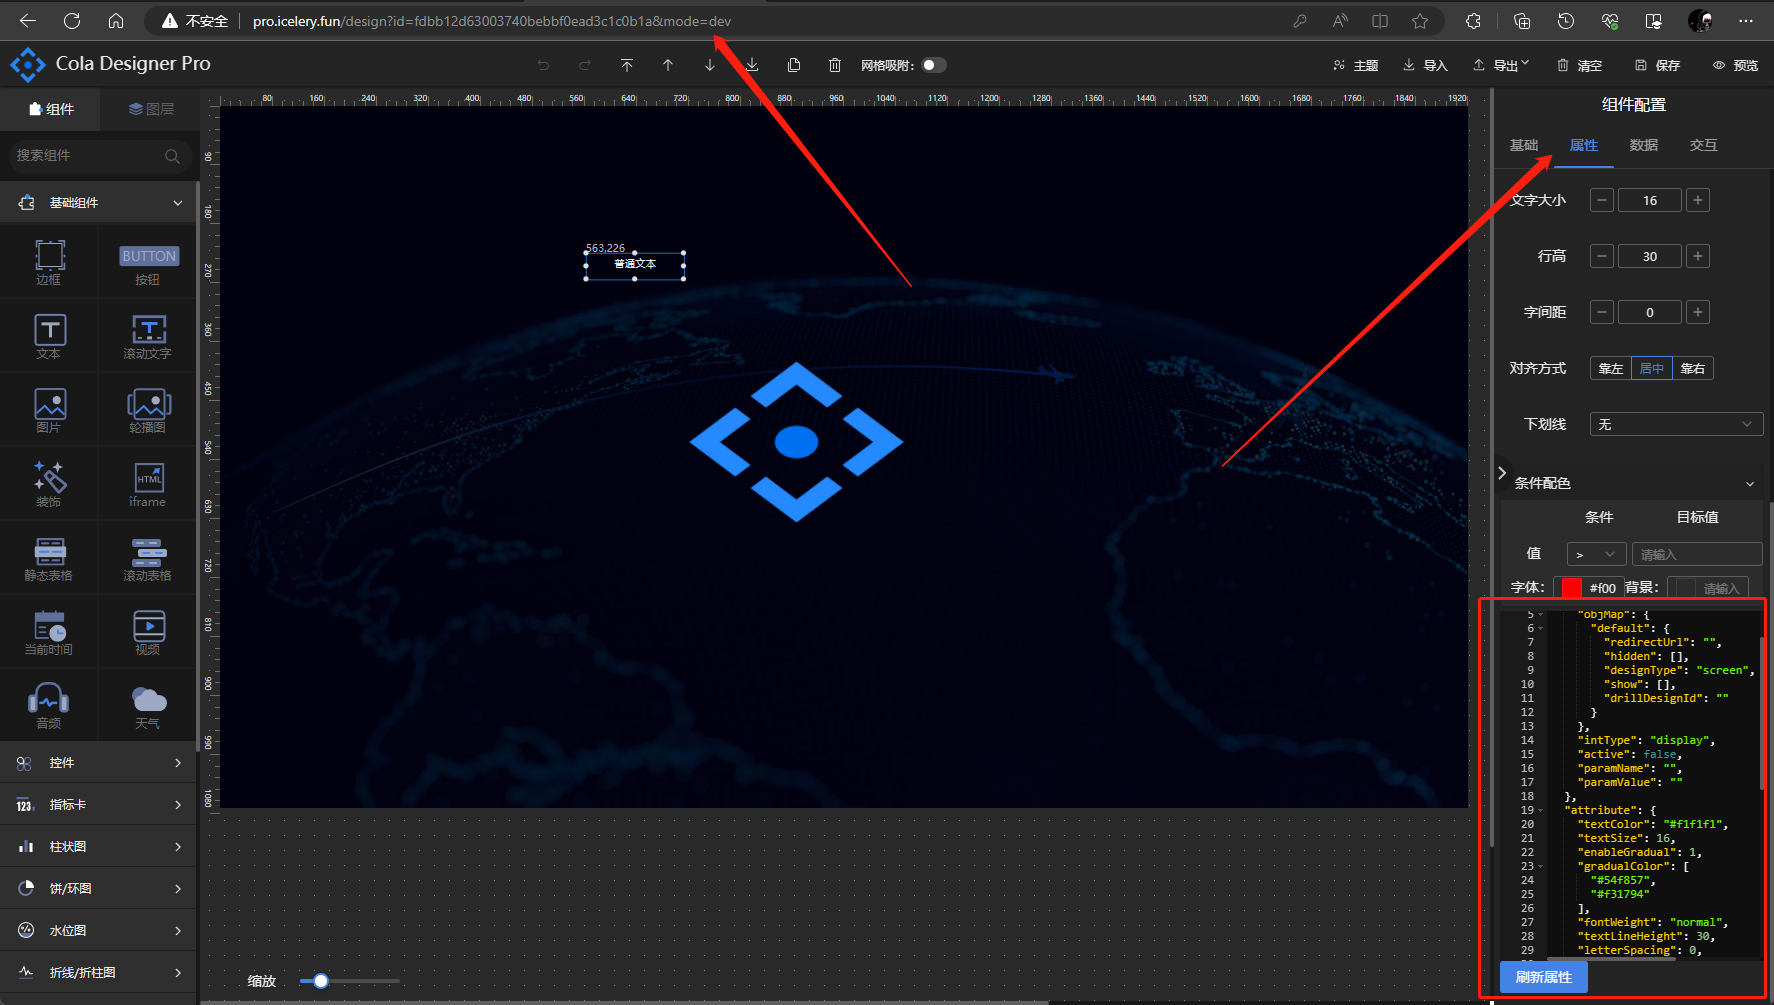 不安全
pro.icelery.fun/design?id=fdbb12d63003740bebbf0ead3c1c0b1a&mode=dev
Cola Designer Pro
网格吸附:
主题
导入
导出
清空
保存
预览
组件
图层
搜索组件
基础组件
边框
BUTTON
按钮
T
文本
T
滚动文字
图片
轮播图
装饰
HTML
iframe
静态表格
滚动表格
当前时间
视频
音频
天气
控件
123.
指标卡
柱状图
饼/环图
水位图
折线/折柱图
80 160 240 320 400 480 560 640 720 800 880 960 1040 1120 1200 1280 1360 1440 1520 1600 1680 1760 1840 1920
90
180
270
360
450
540
630
720
810
900
990
1080
563,226
普通文本
缩放
组件配置
基础 属性 数据 交互
文字大小 16
行高 30
字间距 0
对齐方式 靠左 居中 靠右
下划线 无
条件配色
条件 目标值
值 > 请输入
字体: #f00 背景: 请输入
5 "objMap": {
6 "default": {
7 "redirectUrl": "",
8 "hidden": [],
9 "designType": "screen",
10 "show": [],
11 "drillDesignId": ""
12 }
13 },
14 "intType": "display",
15 "active": false,
16 "paramName": "",
17 "paramValue": ""
18 },
19 "attribute": {
20 "textColor": "#f1f1f1",
21 "textSize": 16,
22 "enableGradual": 1,
23 "gradualColor": [
24 "#54f857",
25 "#f31794"
26 ],
27 "fontWeight": "normal",
28 "textLineHeight": 30,
29 "letterSpacing": 0,
刷新属性